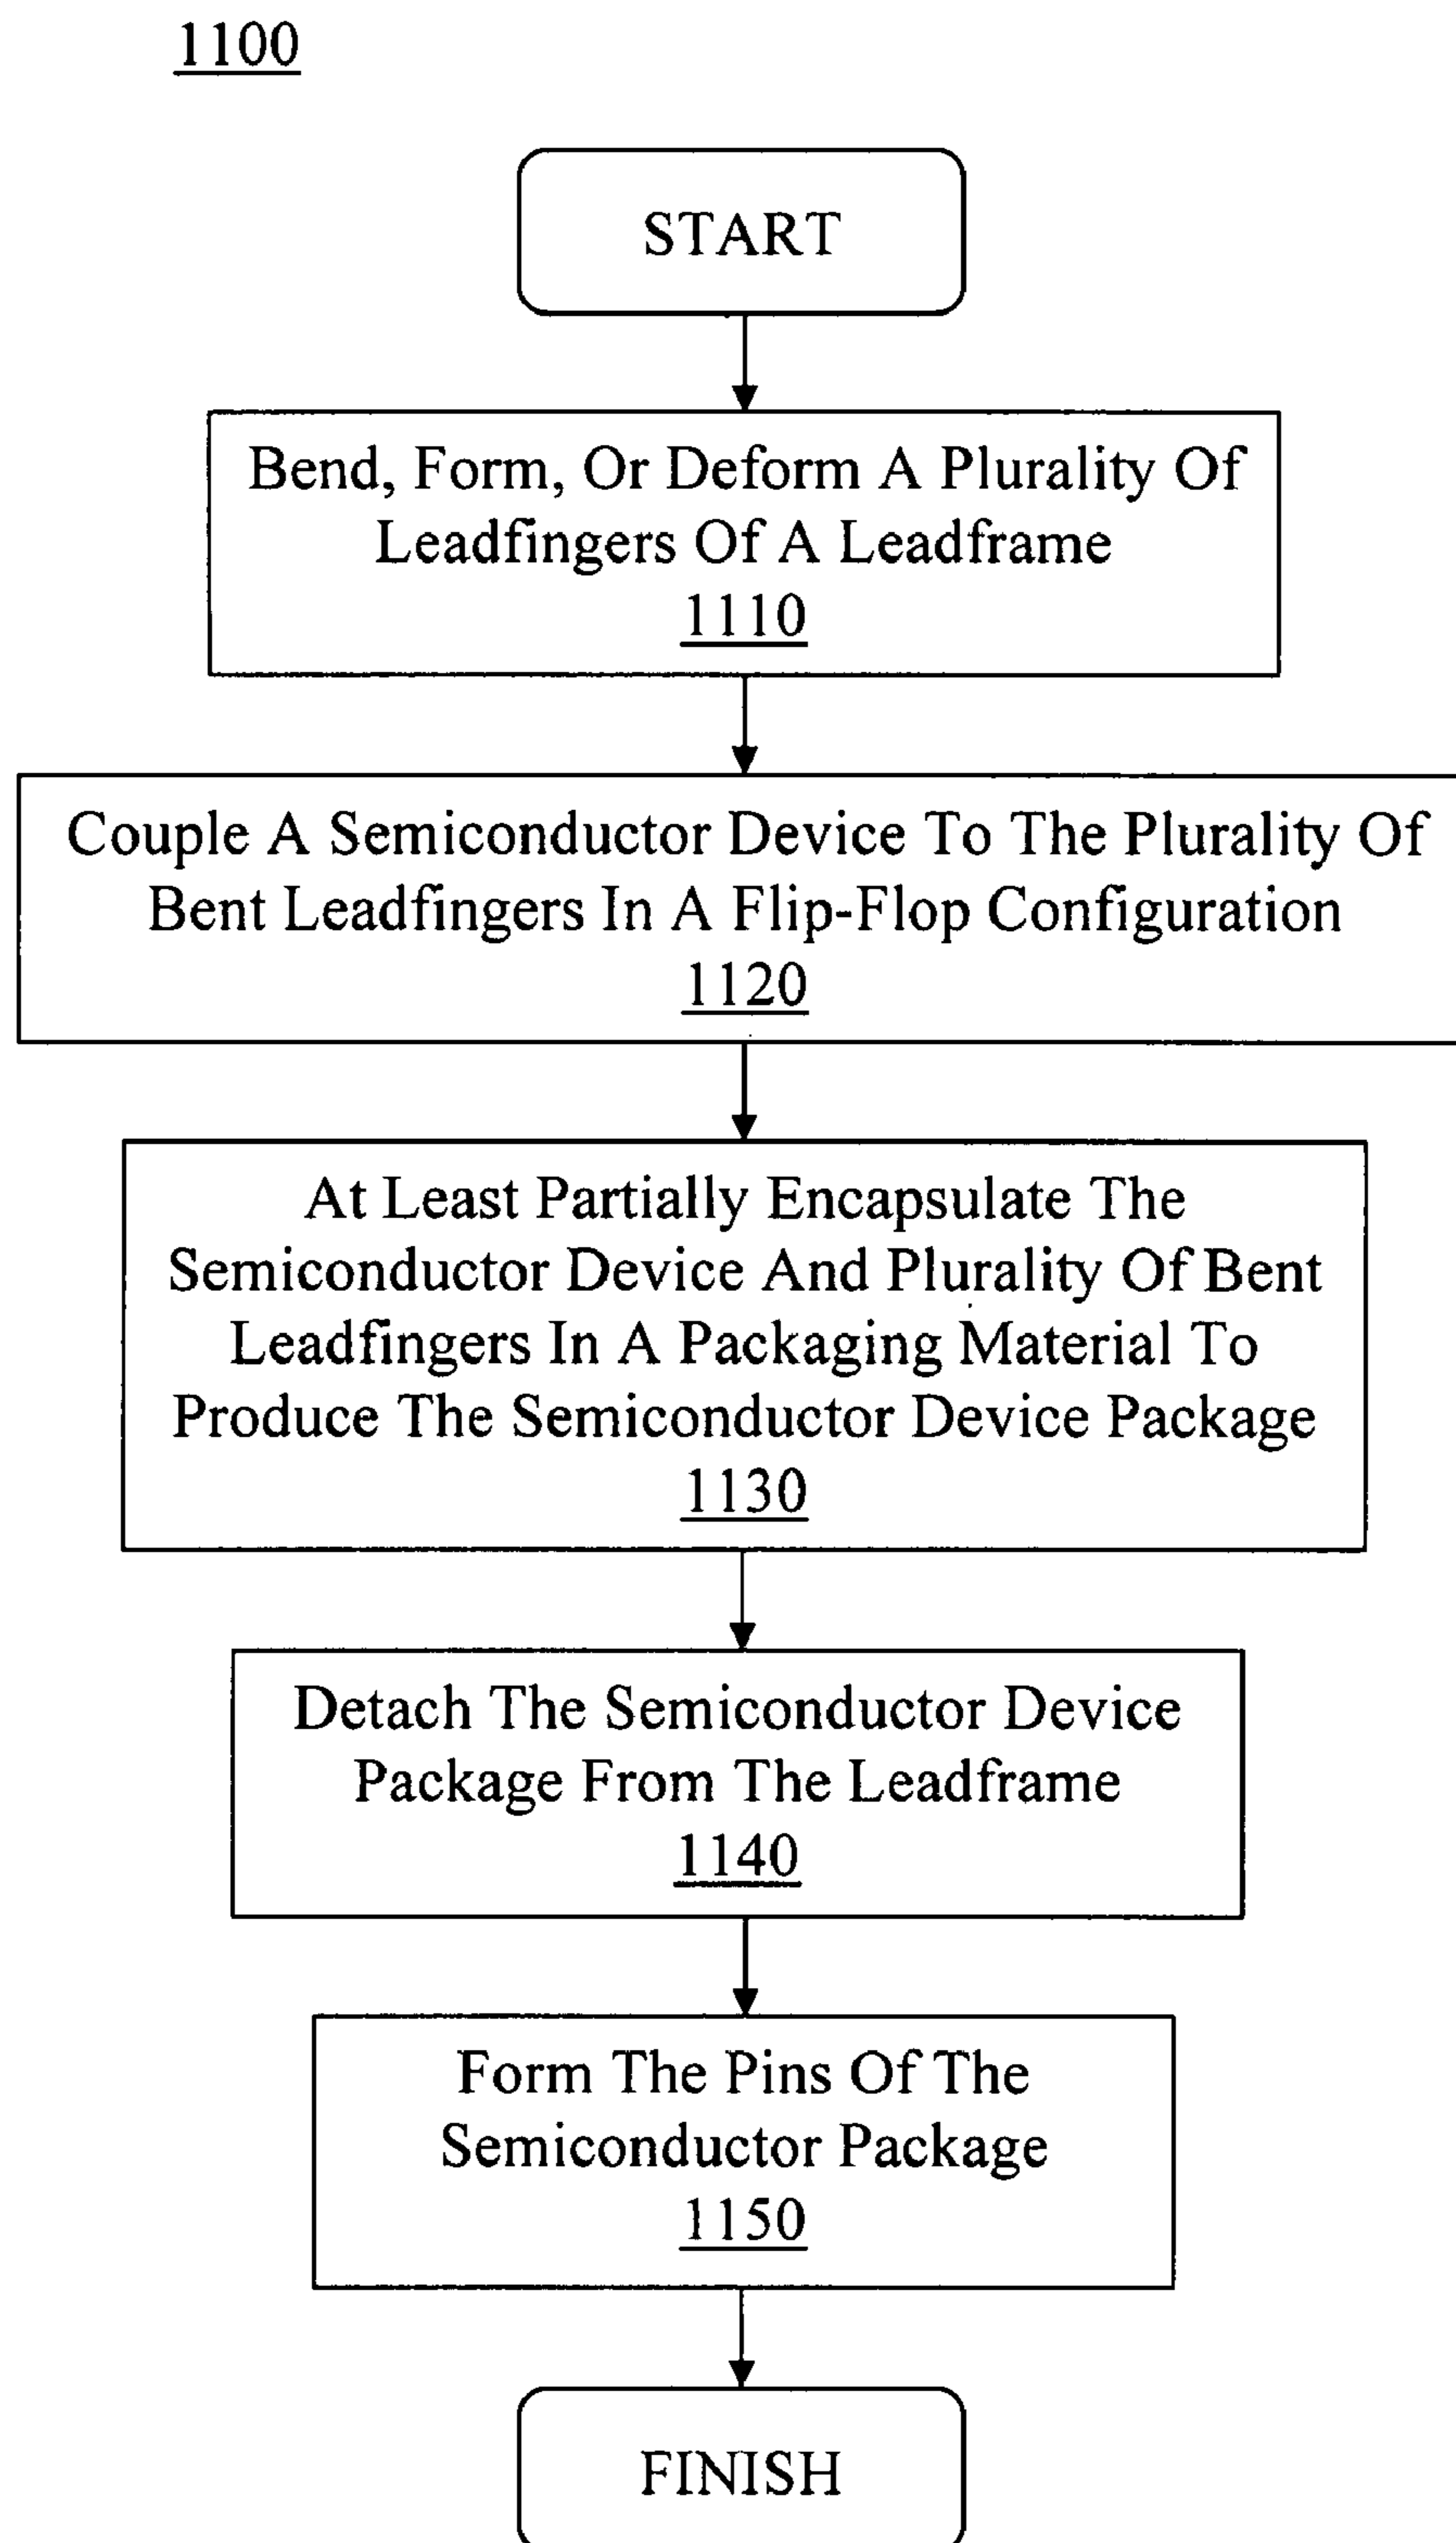 1100
START
Bend, Form, Or Deform A Plurality Of
Leadfingers Of A Leadframe
1110
Couple A Semiconductor Device To The Plurality Of
Bent Leadfingers In A Flip-Flop Configuration
1120
At Least Partially Encapsulate The
Semiconductor Device And Plurality Of Bent
Leadfingers In A Packaging Material To
Produce The Semiconductor Device Package
1130
Detach The Semiconductor Device
Package From The Leadframe
1140
Form The Pins Of The
Semiconductor Package
1150
FINISH